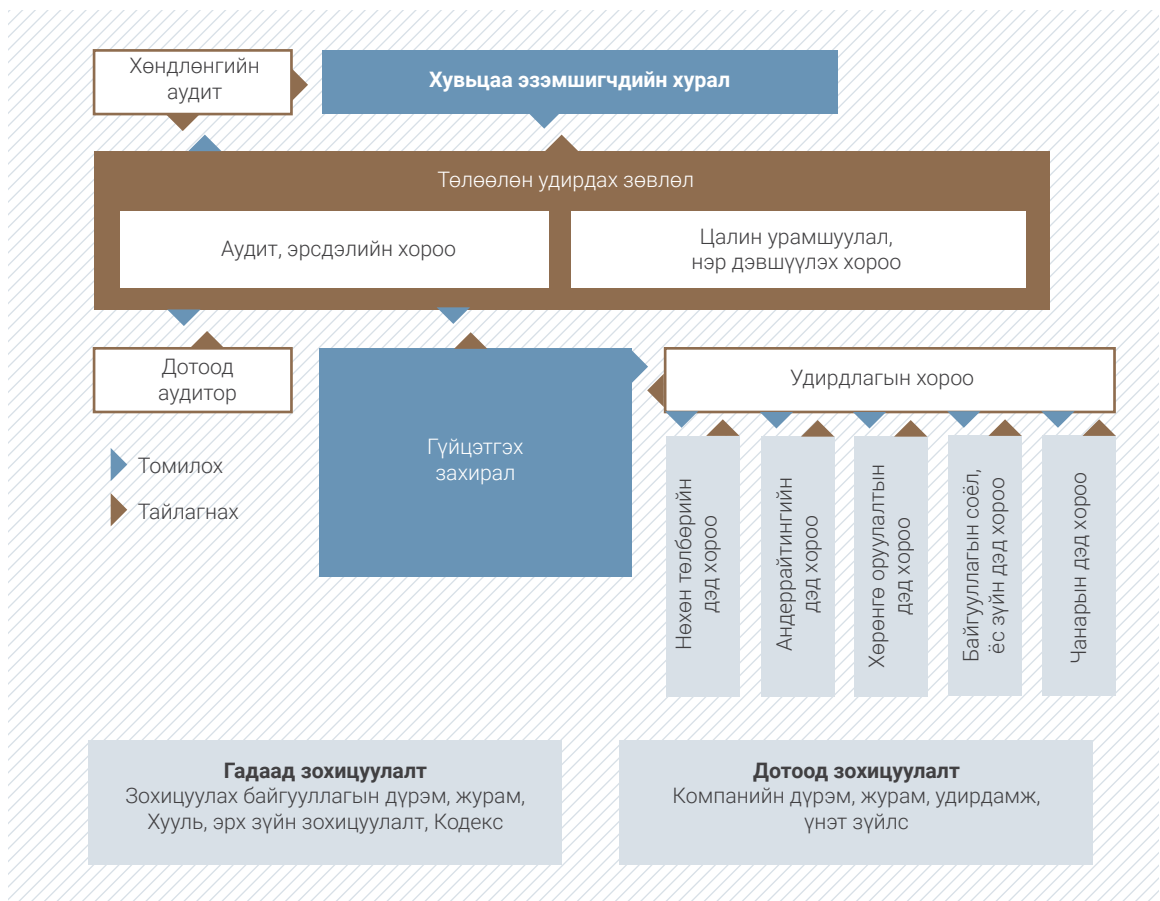 Хөндлөнгийн
аудит
Хувьцаа эзэмшигчдийн хурал
Төлөөлөн удирдах зөвлөл
Аудит, эрсдэлийн хороо
Цалин урамшуулал,
нэр дэвшүүлэх хороо
Дотоод
аудитор
Гүйцэтгэх
захирал
Удирдлагын хороо
Томилох
Тайлагнах
Нөхөн төлбөрийн
дэд хороо
Андеррайтингийн
дэд хороо
Хөрөнгө оруулалтын
дэд хороо
Байгууллагын соёл,
ёс зүйн дэд хороо
Чанарын дэд хороо
Гадаад зохицуулалт
Зохицуулах байгууллагын дүрэм, журам,
Хууль, эрх зүйн зохицуулалт, Кодекс
Дотоод зохицуулалт
Компанийн дүрэм, журам, удирдамж,
үнэт зүйлс